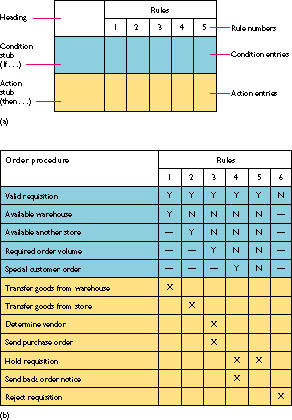 Heading
Rules
1 2 3 4 5
Rule numbers
Condition
stub
(If . . .)
Condition entries
Action
stub
(then . . .)
Action entries
(a)
Order procedure
Rules
1 2 3 4 5 6
Valid requisition Y Y Y Y Y N
Available warehouse Y N N N N —
Available another store — Y N N N —
Required order volume — — Y N N —
Special customer order — — — Y N —
Transfer goods from warehouse X
Transfer goods from store X
Determine vendor X
Send purchase order X
Hold requisition X X
Send back order notice X
Reject requisition X
(b)